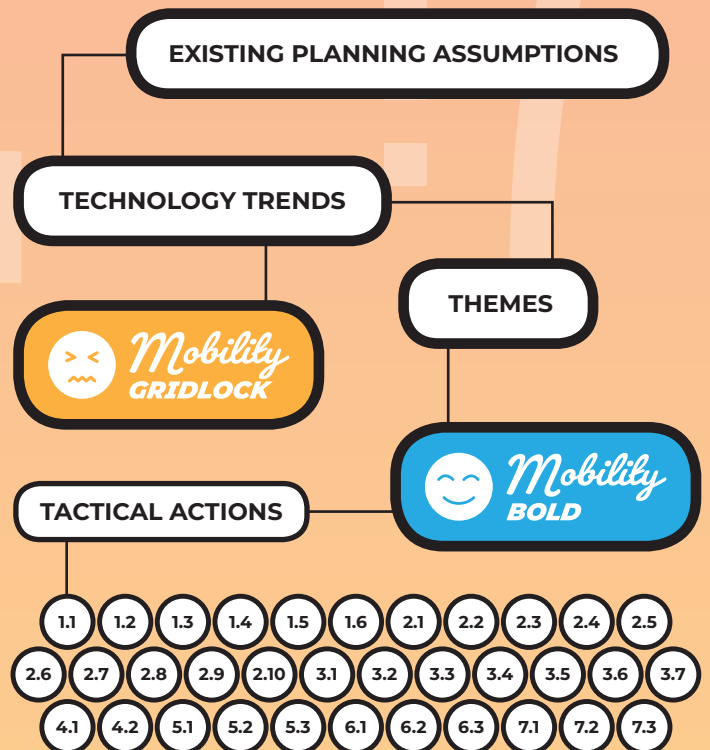 EXISTING PLANNING ASSUMPTIONS
TECHNOLOGY TRENDS
THEMES
Mobility
GRIDLOCK
Mobility
BOLD
TACTICAL ACTIONS
1.1 1.2 1.3 1.4 1.5 1.6 2.1 2.2 2.3 2.4 2.5
2.6 2.7 2.8 2.9 2.10 3.1 3.2 3.3 3.4 3.5 3.6 3.7
4.1 4.2 5.1 5.2 5.3 6.1 6.2 6.3 7.1 7.2 7.3